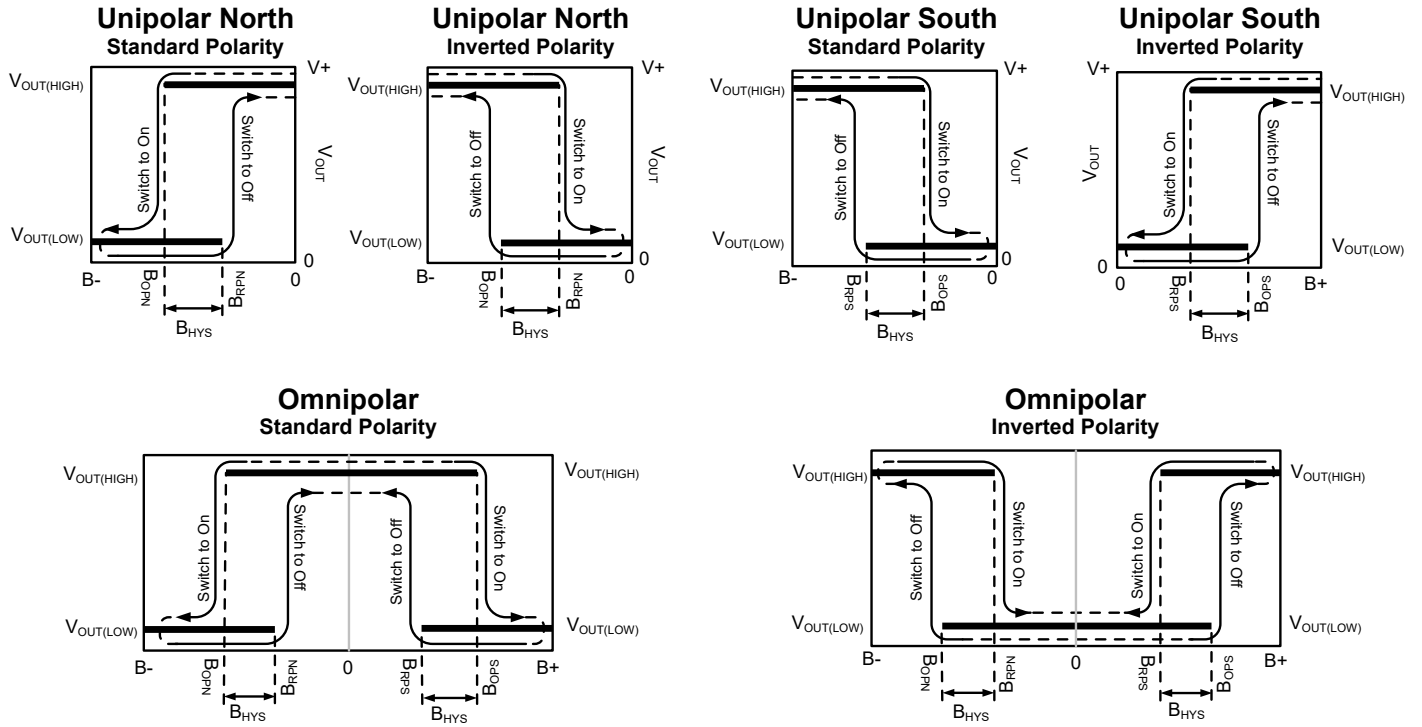 Unipolar North
Standard Polarity
V+
VOUT(HIGH)
Switch to On
Switch to Off
VOUT
VOUT(LOW)
0
B-
BOPN
BRPN
0
BHYS
Unipolar North
Inverted Polarity
V+
VOUT(HIGH)
Switch to Off
Switch to On
VOUT
VOUT(LOW)
0
B-
BOPN
BRPN
0
BHYS
Unipolar South
Standard Polarity
V+
VOUT(HIGH)
Switch to Off
Switch to On
VOUT
VOUT(LOW)
0
B-
BRPS
BOPS
0
BHYS
Unipolar South
Inverted Polarity
V+
VOUT(HIGH)
VOUT
Switch to On
Switch to Off
VOUT(LOW)
0
0
BRPS
BOPS
B+
BHYS
Omnipolar
Standard Polarity
VOUT(HIGH)
VOUT(HIGH)
Switch to On
Switch to Off
Switch to Off
Switch to On
VOUT(LOW)
VOUT(LOW)
B-
BOPN
BRPN
0
BRPS
BOPS
B+
BHYS
BHYS
Omnipolar
Inverted Polarity
VOUT(HIGH)
VOUT(HIGH)
Switch to Off
Switch to On
Switch to On
Switch to Off
VOUT(LOW)
VOUT(LOW)
B-
BOPN
BRPN
0
BRPS
BOPS
B+
BHYS
BHYS